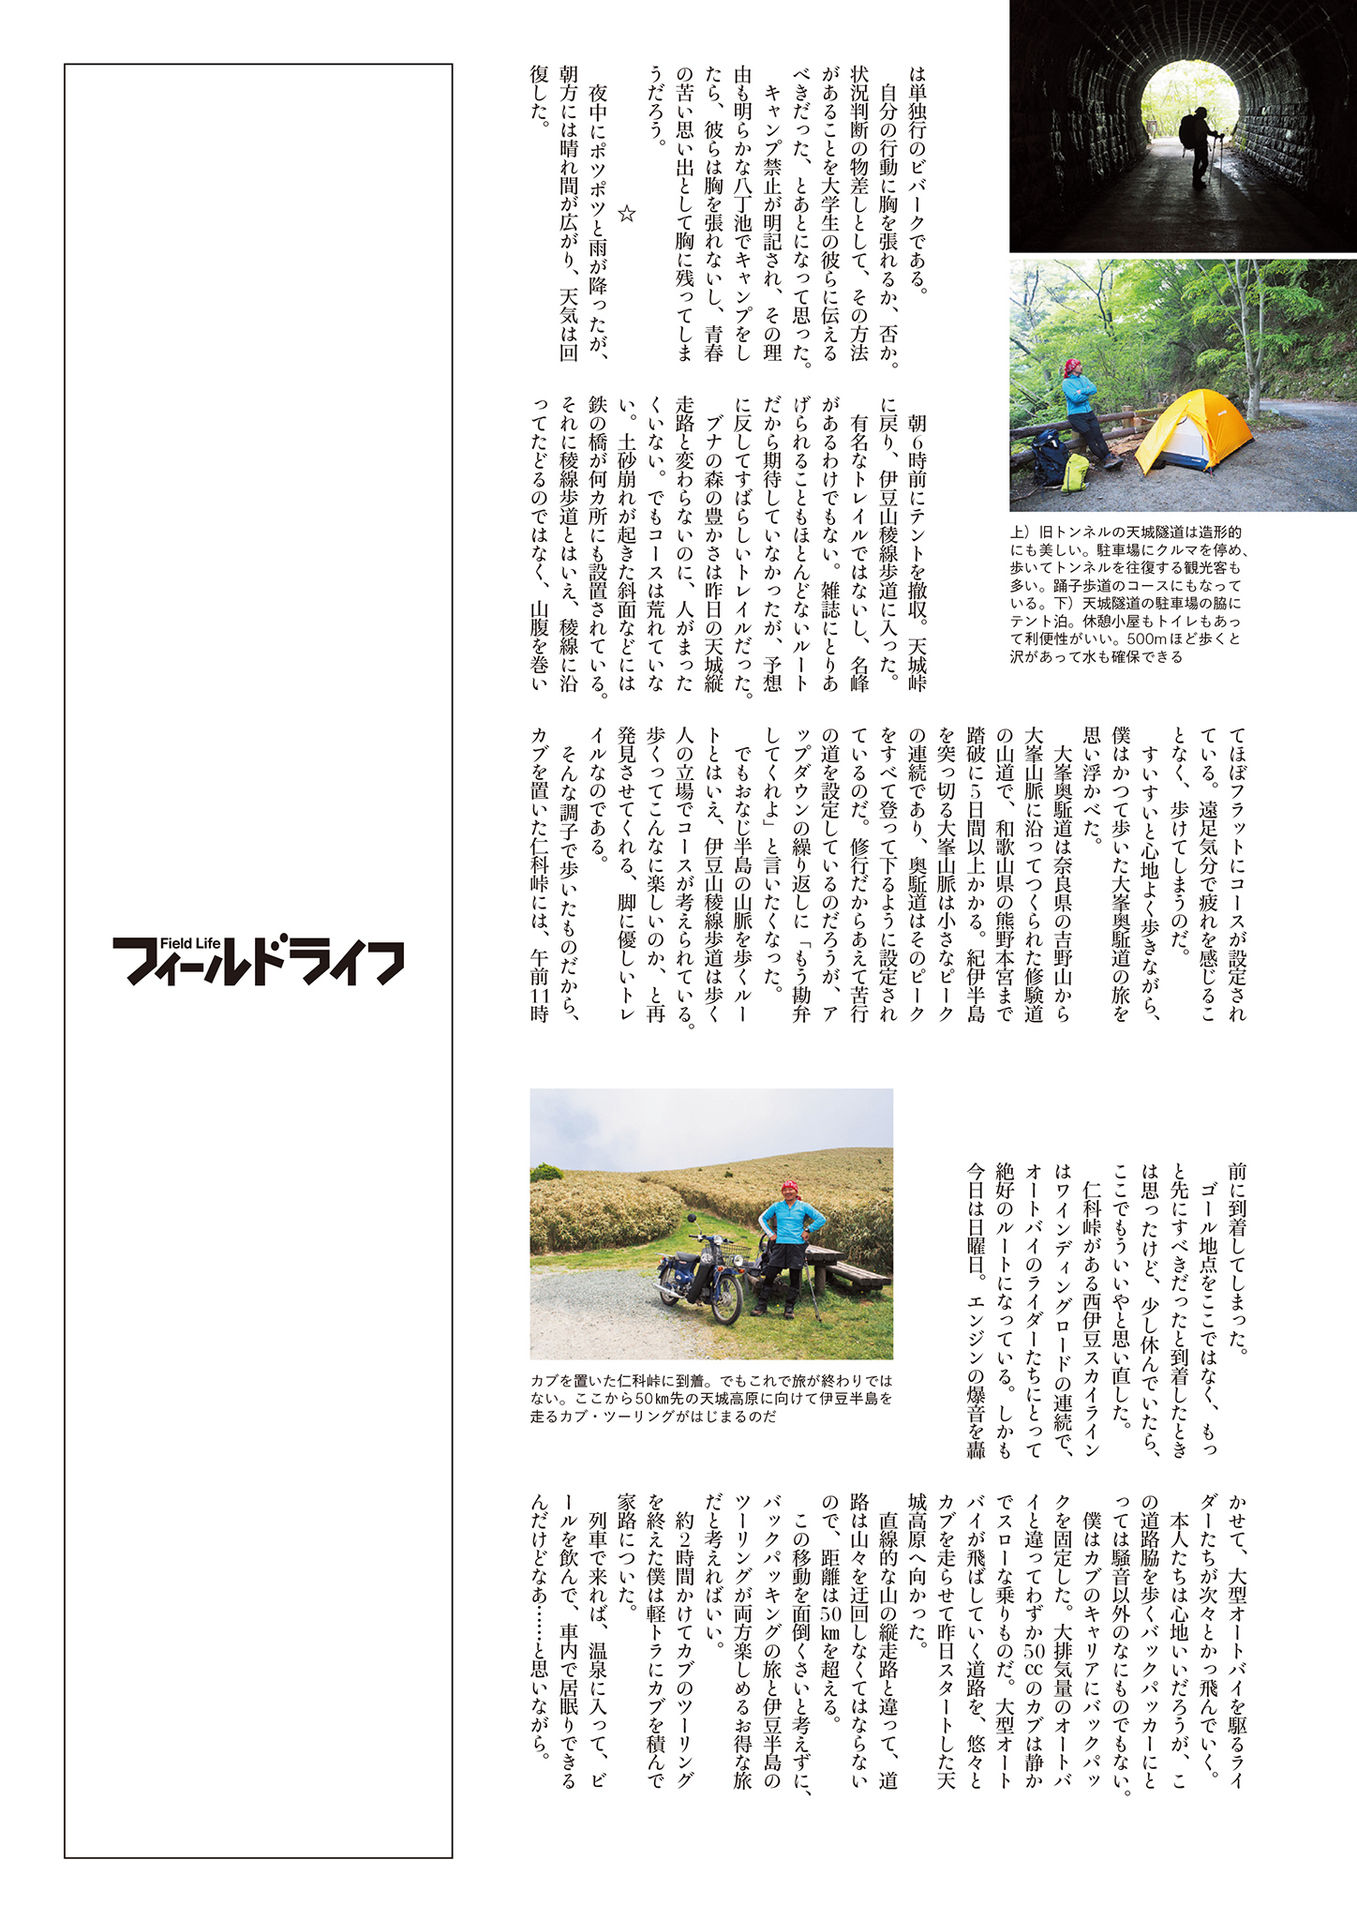 は単独行のビバークである。
　自分の行動に胸を張れるか、否か。
状況判断の物差しとして、その方法
があることを大学生の彼らに伝える
べきだった、とあとになって思った。
　キャンプ禁止が明記され、その理
由も明らかな八丁池でキャンプをし
たら、彼らは胸を張れないし、青春
の苦い思い出として胸に残ってしま
うだろう。
☆
　夜中にポツポツと雨が降ったが、
朝方には晴れ間が広がり、天気は回
復した。
　朝6時前にテントを撤収。天城峠
に戻り、伊豆山稜線歩道に入った。
　有名なトレイルではないし、名峰
があるわけでもない。雑誌にとりあ
げられることもほとんどないルート
だから期待していなかったが、予想
に反してすばらしいトレイルだった。
　ブナの森の豊かさは昨日の天城縦
走路と変わらないのに、人がまった
くいない。でもコースは荒れていな
い。土砂崩れが起きた斜面などには
鉄の橋が何カ所にも設置されている。
それに稜線歩道とはいえ、稜線に沿
ってたどるのではなく、山腹を巻い
上）旧トンネルの天城隧道は造形的
にも美しい。駐車場にクルマを停め、
歩いてトンネルを往復する観光客も
多い。踊子歩道のコースにもなって
いる。下）天城隧道の駐車場の脇に
テント泊。休憩小屋もトイレもあっ
て利便性がいい。500mほど歩くと
沢があって水も確保できる
てほぼフラットにコースが設定され
ている。遠足気分で疲れを感じるこ
となく、歩けてしまうのだ。
　すいすいと心地よく歩きながら、
僕はかつて歩いた大峯奥駈道の旅を
思い浮かべた。
　大峯奥駈道は奈良県の吉野山から
大峯山脈に沿ってつくられた修験道
の山道で、和歌山県の熊野本宮まで
踏破に5日間以上かかる。紀伊半島
を突っ切る大峯山脈は小さなピーク
の連続であり、奥駈道はそのピーク
をすべて登って下るように設定され
ているのだ。修行だからあえて苦行
の道を設定しているのだろうが、ア
ップダウンの繰り返しに「もう勘弁
してくれよ」と言いたくなった。
　でもおなじ半島の山脈を歩くルー
トとはいえ、伊豆山稜線歩道は歩く
人の立場でコースが考えられている。
歩くってこんなに楽しいのか、と再
発見させてくれる、脚に優しいトレ
イルなのである。
　そんな調子で歩いたものだから、
カブを置いた仁科峠には、午前11時
前に到着してしまった。
　ゴール地点をここではなく、もっ
と先にすべきだったと到着したとき
は思ったけど、少し休んでいたら、
ここでもういいやと思い直した。
　仁科峠がある西伊豆スカイライン
はワインディングロードの連続で、
オートバイのライダーたちにとって
絶好のルートになっている。しかも
今日は日曜日。エンジンの爆音を轟
カブを置いた仁科峠に到着。でもこれで旅が終わりでは
ない。ここから50㎞先の天城高原に向けて伊豆半島を
走るカブ・ツーリングがはじまるのだ
かせて、大型オートバイを駆るライ
ダーたちが次々とかっ飛んでいく。
　本人たちは心地いいだろうが、こ
の道路脇を歩くバックパッカーにと
っては騒音以外のなにものでもない。
　僕はカブのキャリアにバックパッ
クを固定した。大排気量のオートバ
イと違ってわずか50㏄のカブは静か
でスローな乗りものだ。大型オート
バイが飛ばしていく道路を、悠々と
カブを走らせて昨日スタートした天
城高原へ向かった。
　直線的な山の縦走路と違って、道
路は山々を迂回しなくてはならない
ので、距離は50㎞を超える。
　この移動を面倒くさいと考えずに、
バックパッキングの旅と伊豆半島の
ツーリングが両方楽しめるお得な旅
だと考えればいい。
　約2時間かけてカブのツーリング
を終えた僕は軽トラにカブを積んで
家路についた。
　列車で来れば、温泉に入って、ビ
ールを飲んで、車内で居眠りできる
んだけどなあ……と思いながら。
Field Life
フィールドライフ